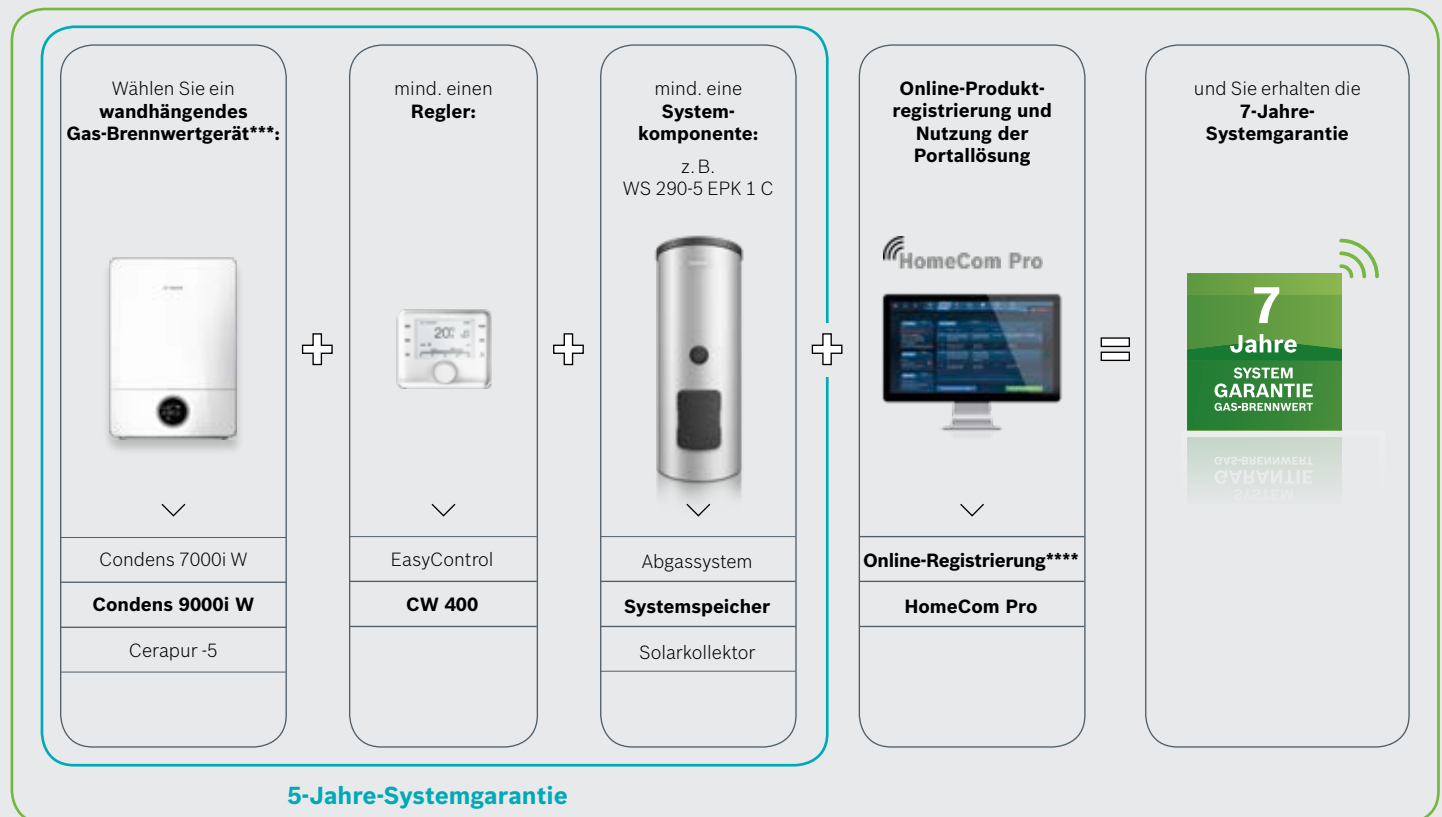 Wählen Sie ein
wandhängendes
Gas-Brennwertgerät***:
Condens 7000i W
Condens 9000i W
Cerapur -5
mind. einen
Regler:
EasyControl
CW 400
mind. eine
System-
komponente:
z. B.
WS 290-5 EPK 1 C
Abgassystem
Systemspeicher
Solarkollektor
Online-Produkt-
registrierung und
Nutzung der
Portallösung
HomeCom Pro
Online-Registrierung****
HomeCom Pro
und Sie erhalten die
7-Jahre-
Systemgarantie
7
Jahre
SYSTEM
GARANTIE
GAS-BRENNWERT
5-Jahre-Systemgarantie